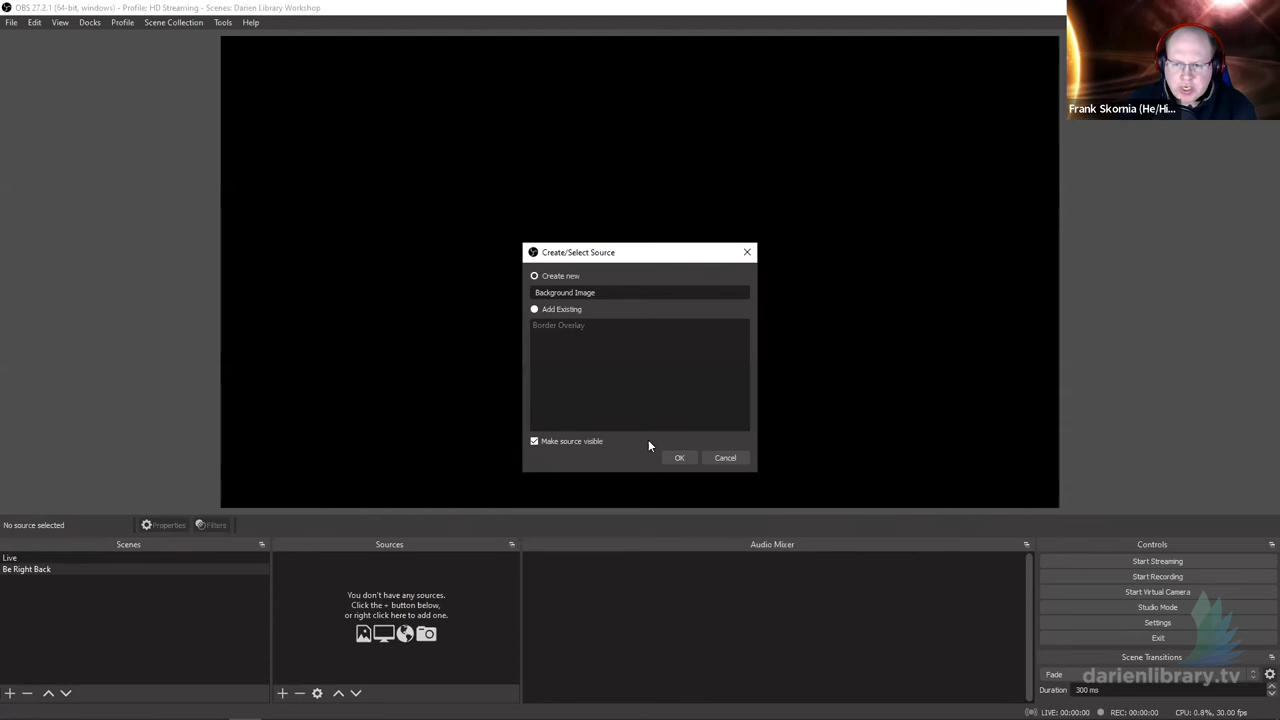 OBS 27.2.1 (64-bit, windows) - Profile: HD Streaming - Scenes: Darien Library Workshop
File Edit View Docks Profile Scene Collection Tools Help
Frank Skornia (He/Hi...
Create/Select Source
Create new
Background Image
Add Existing
Border Overlay
Make source visible
OK Cancel
No source selected Properties Filters
Scenes Sources Audio Mixer Controls
Live
Be Right Back
You don't have any sources.
Click the + button below,
or right click here to add one.
Start Streaming
Start Recording
Start Virtual Camera
Studio Mode
Settings
Exit
Scene Transitions
Fade
darienlibrary.tv
Duration 300 ms
LIVE: 00:00:00 REC: 00:00:00 CPU: 0.8%, 30.00 fps